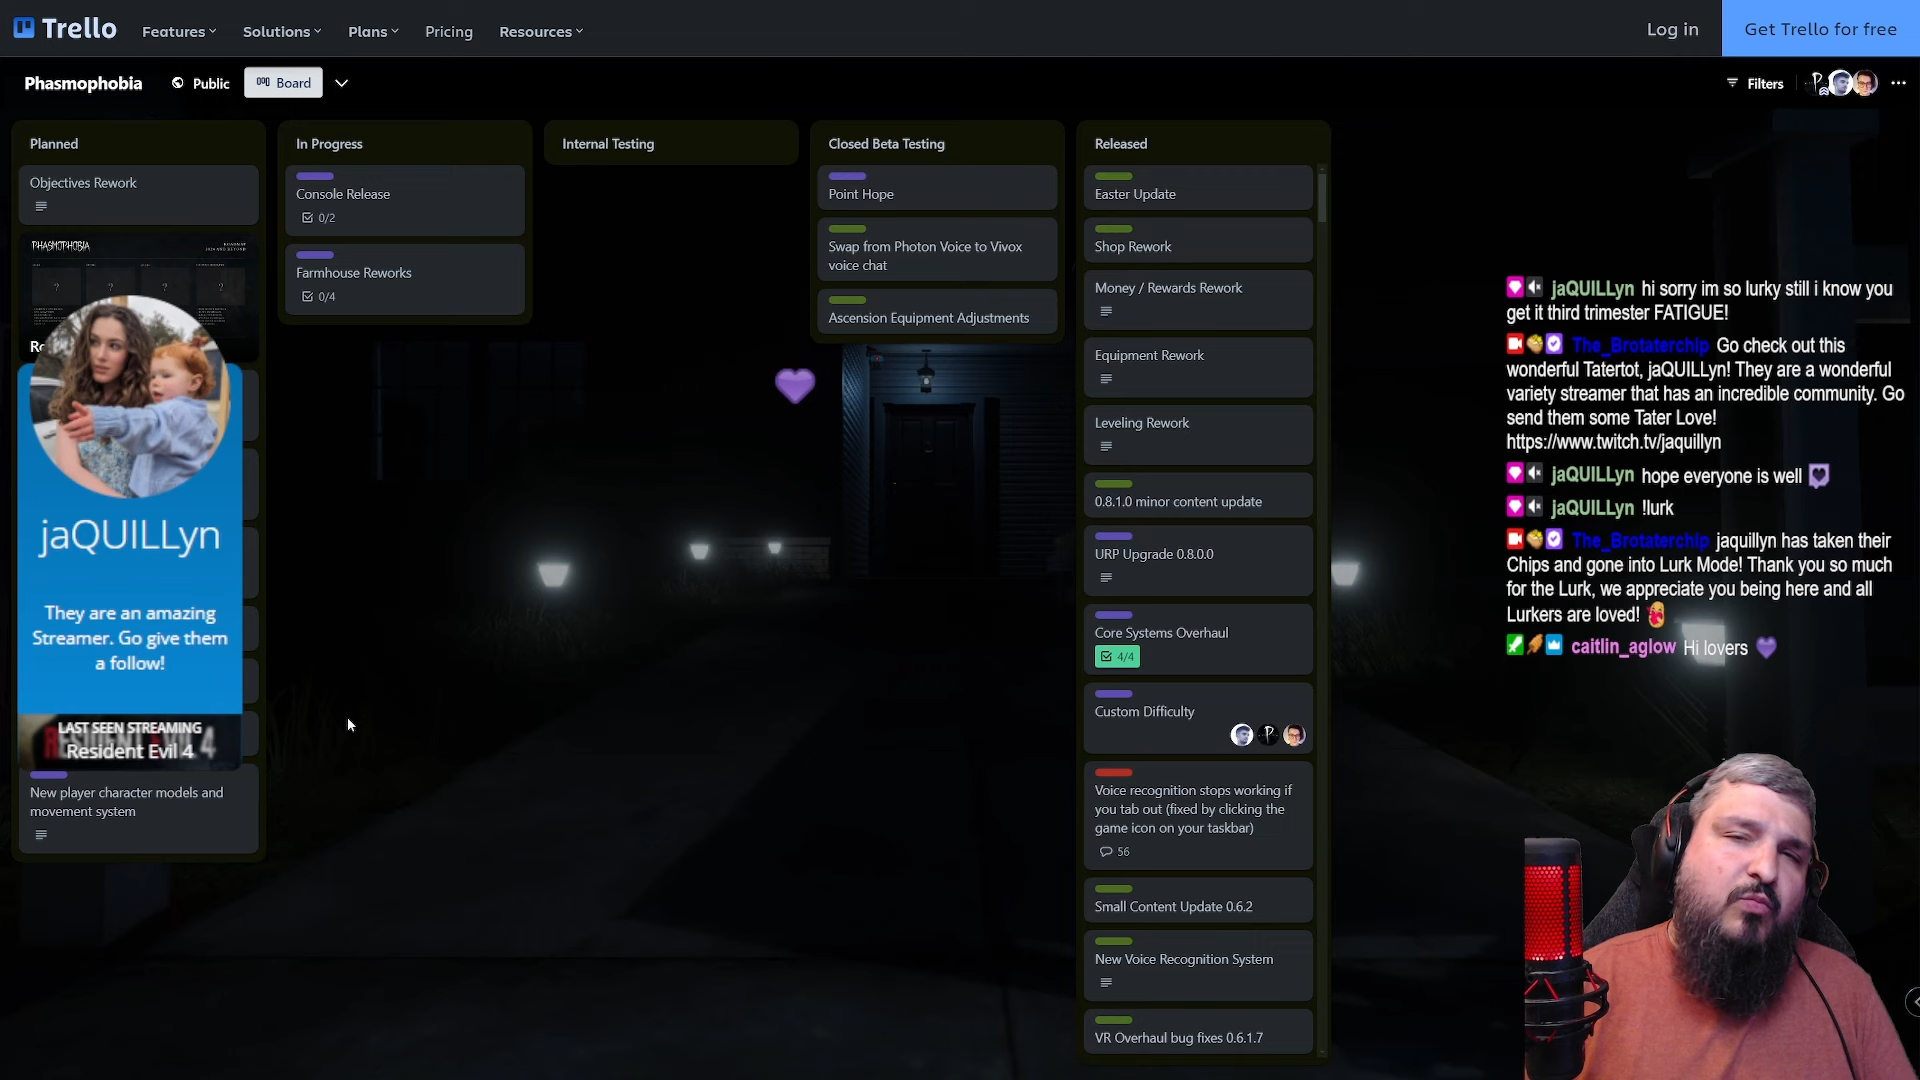 Trello
Features
Solutions
Plans
Pricing
Resources
Log in
Get Trello for free
Phasmophobia
Public
Board
Filters
Planned
Objectives Rework
PHASMOPHOBIA
jaQUILLyn
They are an amazing
Streamer. Go give them
a follow!
LAST SEEN STREAMING
Resident Evil 4
New player character models and
movement system
In Progress
Console Release
0/2
Farmhouse Reworks
0/4
Internal Testing
Closed Beta Testing
Point Hope
Swap from Photon Voice to Vivox
voice chat
Ascension Equipment Adjustments
Released
Easter Update
Shop Rework
Money / Rewards Rework
Equipment Rework
Leveling Rework
0.8.1.0 minor content update
URP Upgrade 0.8.0.0
Core Systems Overhaul
4/4
Custom Difficulty
Voice recognition stops working if
you tab out (fixed by clicking the
game icon on your taskbar)
56
Small Content Update 0.6.2
New Voice Recognition System
VR Overhaul bug fixes 0.6.1.7
jaQUILLyn hi sorry im so lurky still i know you
get it third trimester FATIGUE!
The_Brotaterchip Go check out this
wonderful Tatertot, jaQUILLyn! They are a wonderful
variety streamer that has an incredible community. Go
send them some Tater Love!
https://www.twitch.tv/jaquillyn
jaQUILLyn hope everyone is well
jaQUILLyn !lurk
The_Brotaterchip jaquillyn has taken their
Chips and gone into Lurk Mode! Thank you so much
for the Lurk, we appreciate you being here and all
Lurkers are loved!
caitlin_aglow Hi lovers